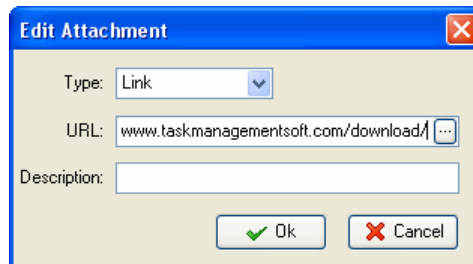 Edit Attachment
Type: Link
URL: www.taskmanagementsoft.com/download/ ...
Description:
Ok Cancel